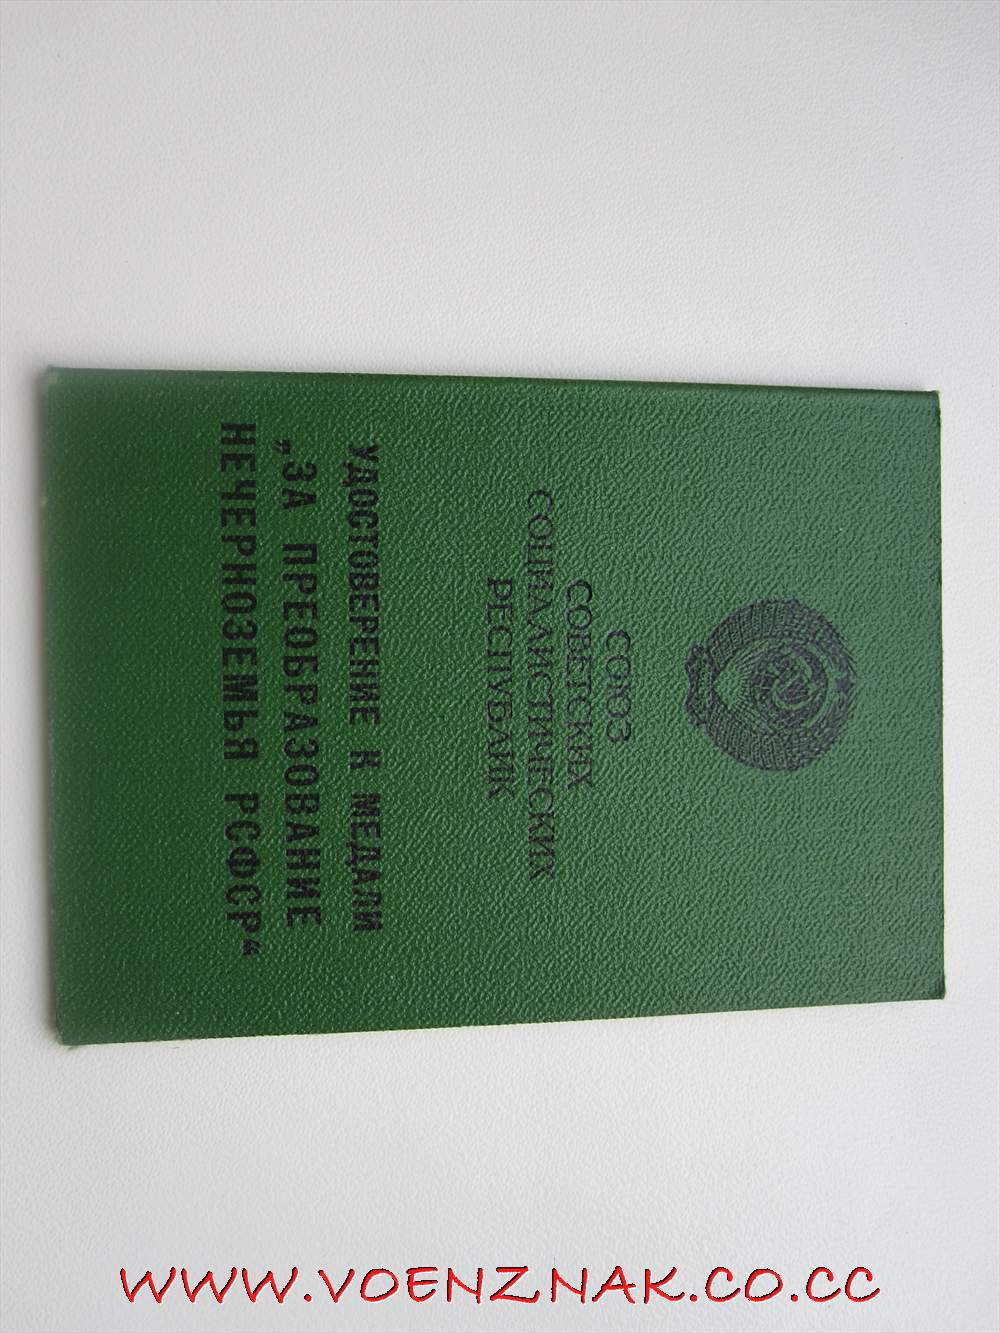 СОЮЗ
СОВЕТСКИХ
СОЦИАЛИСТИЧЕСКИХ
РЕСПУБЛИК
УДОСТОВЕРЕНИЕ К МЕДАЛИ
„ЗА ПРЕОБРАЗОВАНИЕ
НЕЧЕРНОЗЕМЬЯ РСФСР“
WWW.VOENZNAK.CO.CC